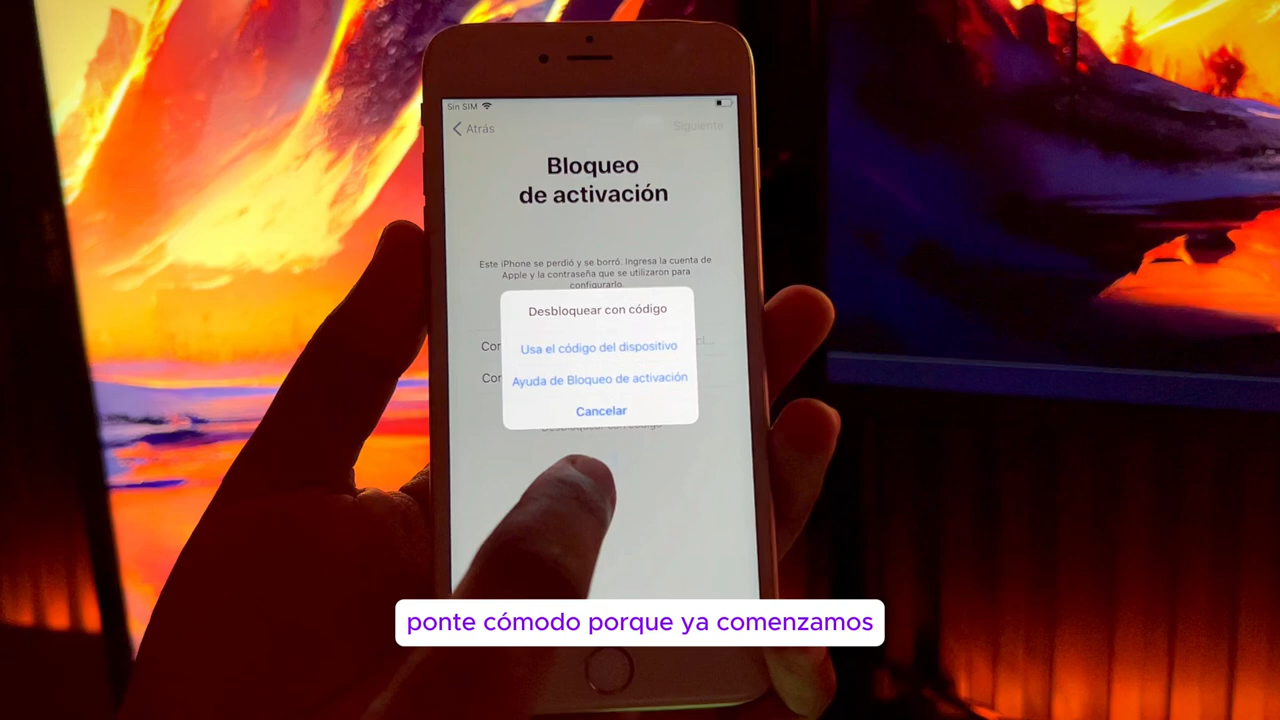 Sin SIM
Atrás
Siguiente
Bloqueo
de activación
Este iPhone se perdió y se borró. Ingresa la cuenta de
Apple y la contraseña que se utilizaron para
configurarlo.
Desbloquear con código
Usa el código del dispositivo
Ayuda de Bloqueo de activación
Cancelar
ponte cómodo porque ya comenzamos